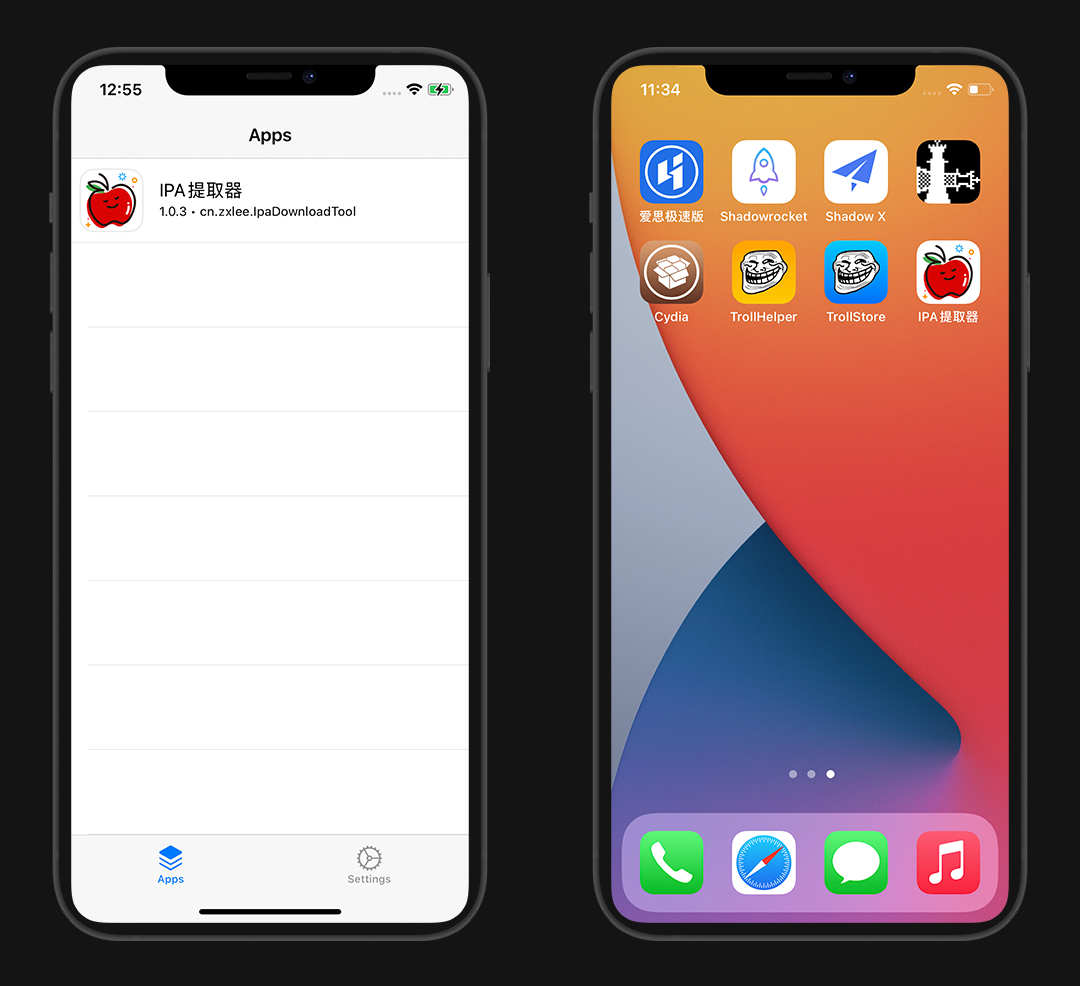 12:55
Apps
IPA提取器
1.0.3 • cn.zxlee.IpaDownloadTool
Apps
Settings
11:34
爱思极速版
Shadowrocket
Shadow X
Cydia
TrollHelper
TrollStore
IPA提取器